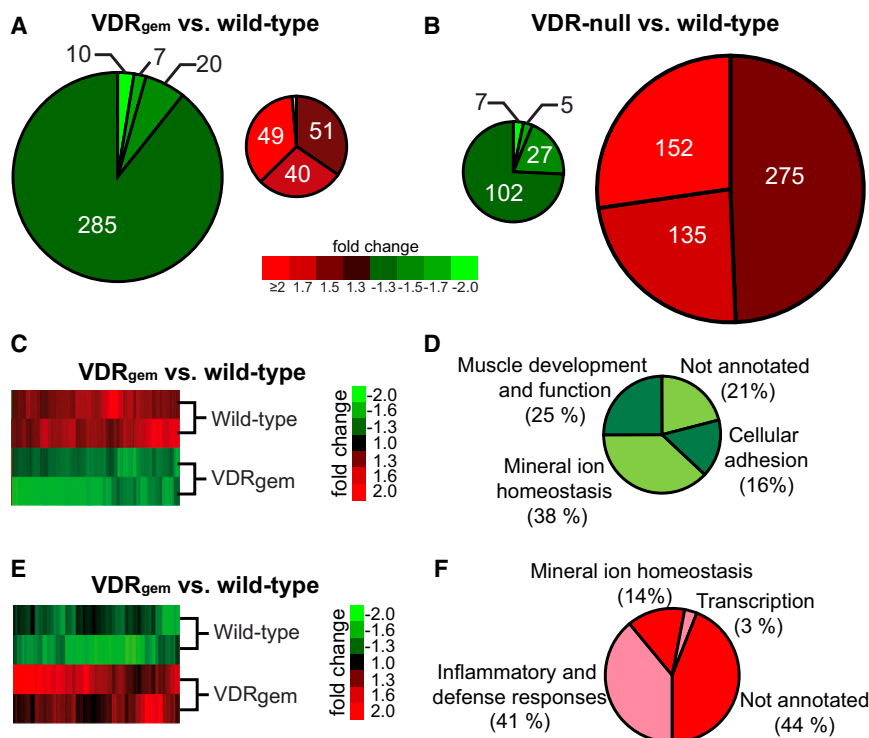 A
VDRgem vs. wild-type
10
7
20
285
49
51
40
B
VDR-null vs. wild-type
7
5
27
102
152
275
135
fold change
≥2 1.7 1.5 1.3 -1.3 -1.5 -1.7 -2.0
C
VDRgem vs. wild-type
Wild-type
VDRgem
fold change
-2.0
-1.6
-1.3
1.0
1.3
1.6
2.0
D
Muscle development
and function
(25 %)
Not annotated
(21%)
Cellular
adhesion
(16%)
Mineral ion
homeostasis
(38 %)
E
VDRgem vs. wild-type
Wild-type
VDRgem
fold change
-2.0
-1.6
-1.3
1.0
1.3
1.6
2.0
F
Mineral ion homeostasis
(14%)
Transcription
(3 %)
Inflammatory and
defense responses
(41 %)
Not annotated
(44 %)